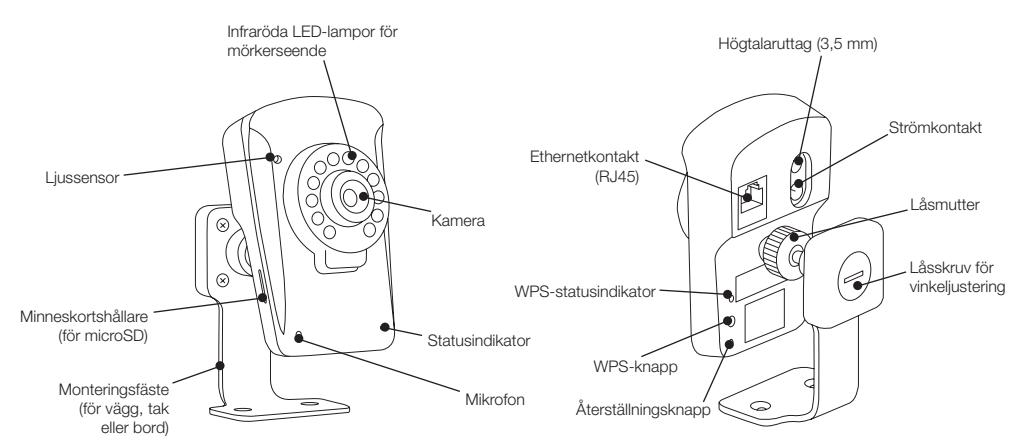 Infraröda LED-lampor för
mörkerseende
Ljussensor
Kamera
Minneskortshållare
(för microSD)
Statusindikator
Monteringsfäste
(för vägg, tak
eller bord)
Mikrofon
Högtalaruttag (3,5 mm)
Strömkontakt
Ethernetkontakt
(RJ45)
Låsmutter
WPS-statusindikator
Låsskruv för
vinkeljustering
WPS-knapp
Återställningsknapp